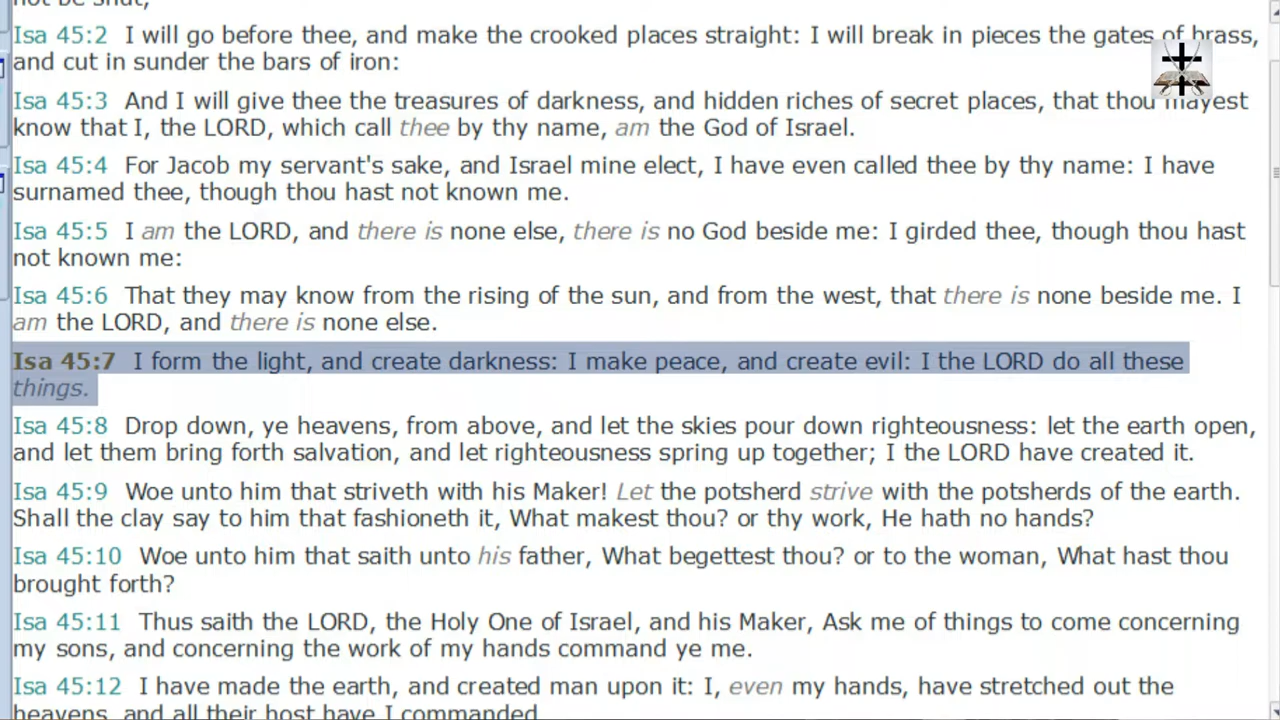 not be shut;
Isa 45:2 I will go before thee, and make the crooked places straight: I will break in pieces the gates of brass,
and cut in sunder the bars of iron:
Isa 45:3 And I will give thee the treasures of darkness, and hidden riches of secret places, that thou mayest
know that I, the LORD, which call thee by thy name, am the God of Israel.
Isa 45:4 For Jacob my servant's sake, and Israel mine elect, I have even called thee by thy name: I have
surnamed thee, though thou hast not known me.
Isa 45:5 I am the LORD, and there is none else, there is no God beside me: I girded thee, though thou hast
not known me:
Isa 45:6 That they may know from the rising of the sun, and from the west, that there is none beside me. I
am the LORD, and there is none else.
Isa 45:7 I form the light, and create darkness: I make peace, and create evil: I the LORD do all these
things.
Isa 45:8 Drop down, ye heavens, from above, and let the skies pour down righteousness: let the earth open,
and let them bring forth salvation, and let righteousness spring up together; I the LORD have created it.
Isa 45:9 Woe unto him that striveth with his Maker! Let the potsherd strive with the potsherds of the earth.
Shall the clay say to him that fashioneth it, What makest thou? or thy work, He hath no hands?
Isa 45:10 Woe unto him that saith unto his father, What begettest thou? or to the woman, What hast thou
brought forth?
Isa 45:11 Thus saith the LORD, the Holy One of Israel, and his Maker, Ask me of things to come concerning
my sons, and concerning the work of my hands command ye me.
Isa 45:12 I have made the earth, and created man upon it: I, even my hands, have stretched out the
heavens, and all their host have I commanded.